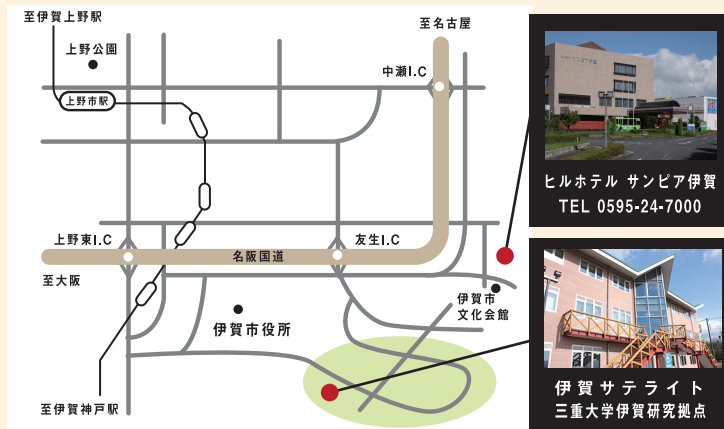 至伊賀上野駅
上野公園
至名古屋
中瀬I.C
上野市駅
上野東I.C
名阪国道
友生I.C
至大阪
伊賀市
文化会館
伊賀市役所
至伊賀神戸駅
ヒルホテル サンピア伊賀
TEL 0595-24-7000
伊賀サテライト
三重大学伊賀研究拠点